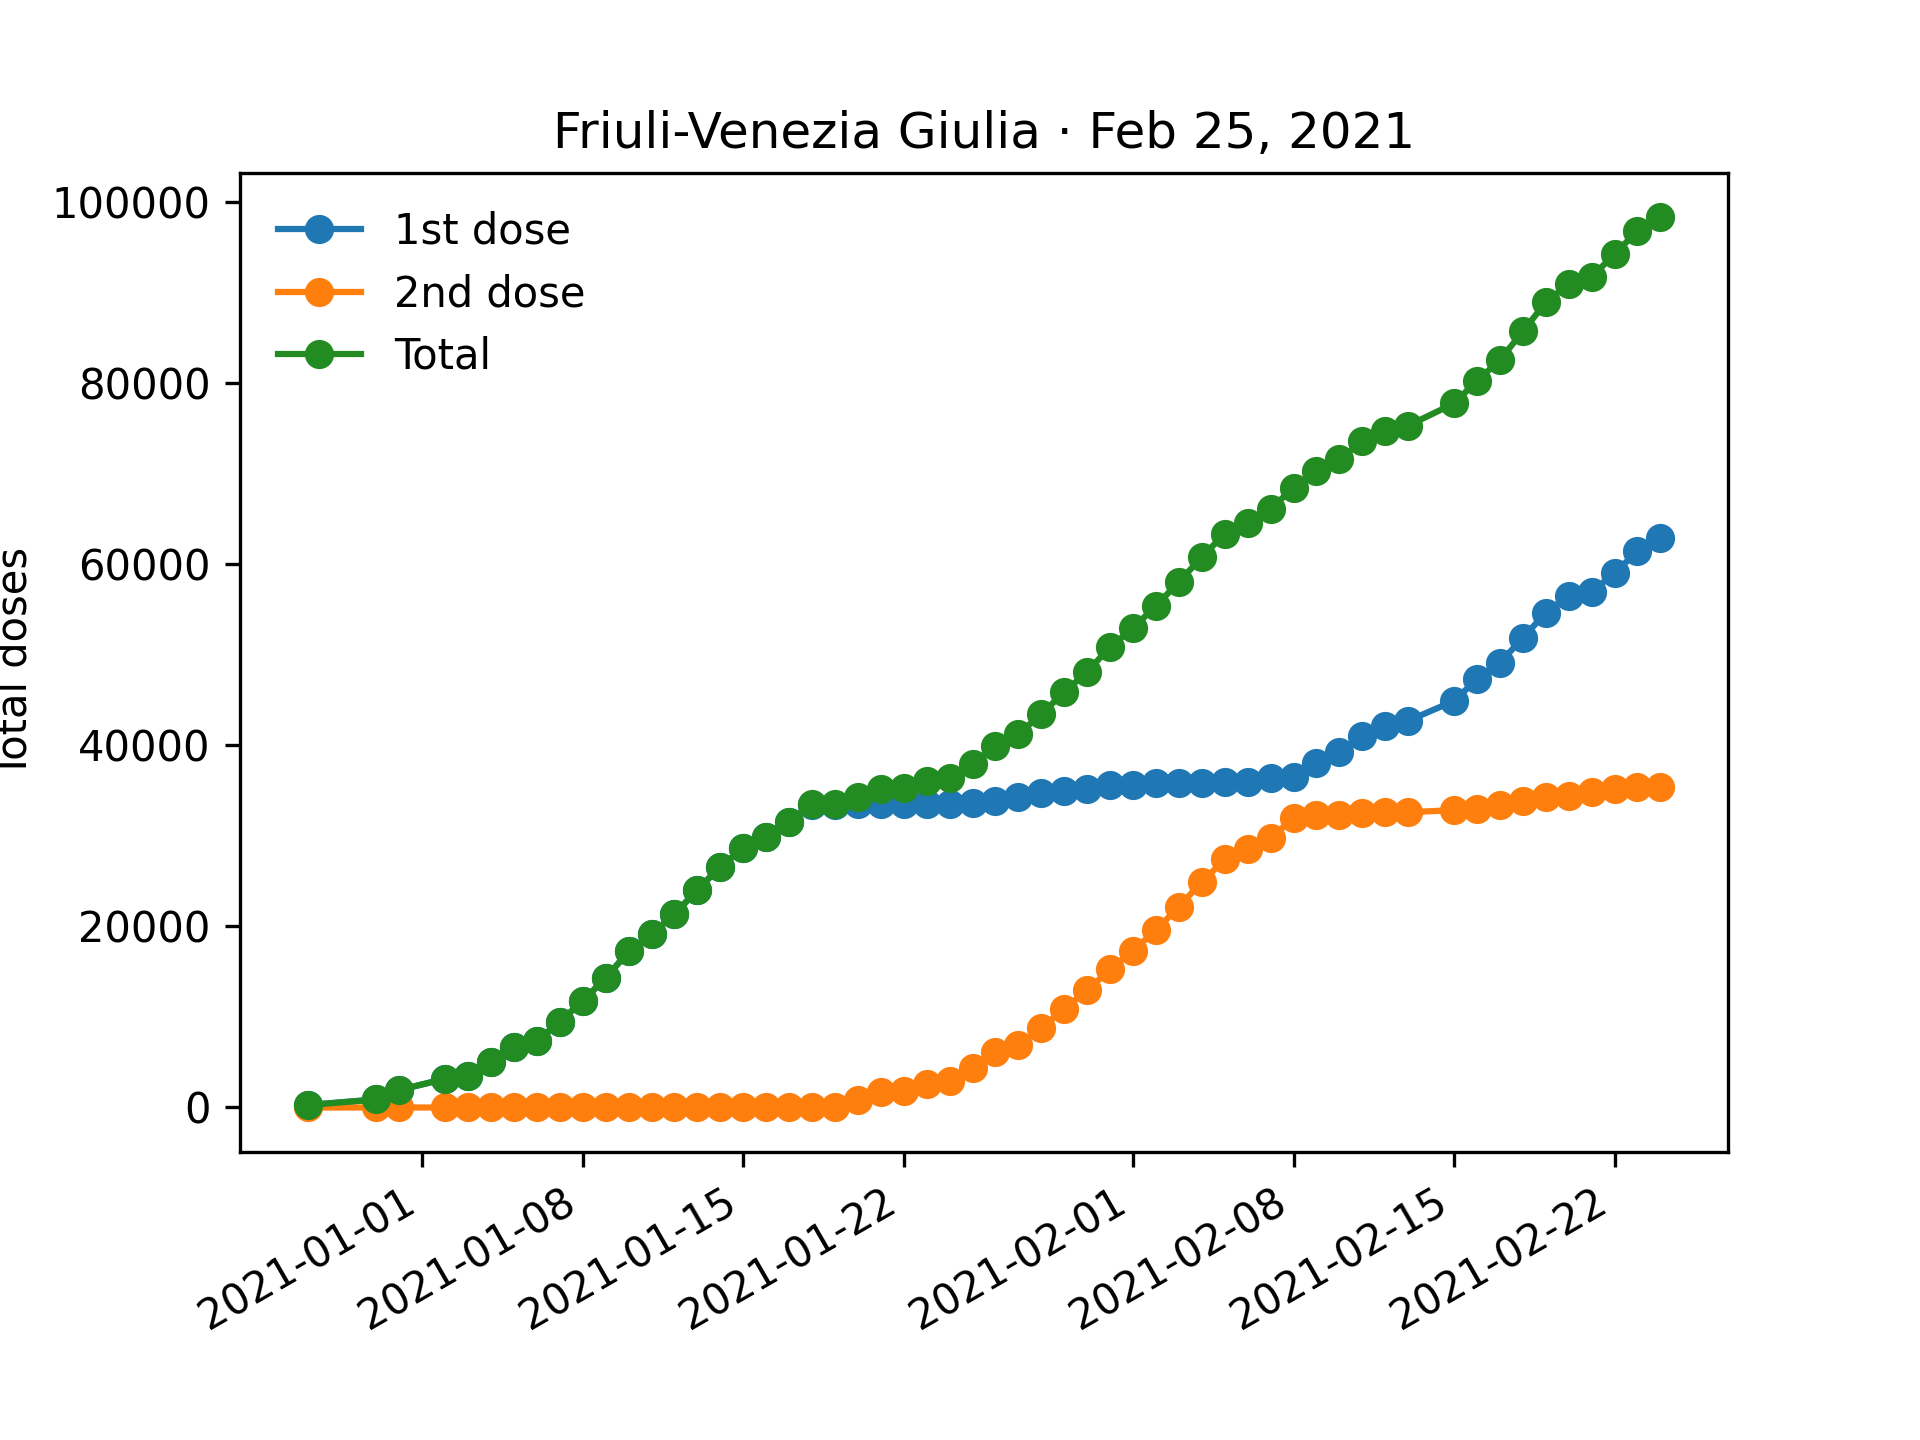 Friuli-Venezia Giulia · Feb 25, 2021
100000
80000
60000
40000
20000
0
Total doses
1st dose
2nd dose
Total
2021-01-01
2021-01-08
2021-01-15
2021-01-22
2021-02-01
2021-02-08
2021-02-15
2021-02-22